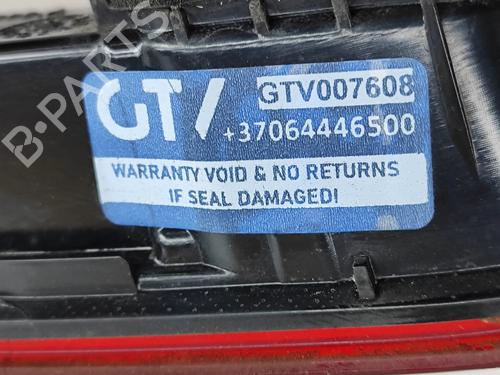 B-PARTS
GTV
GTV007608
+37064446500
WARRANTY VOID & NO RETURNS
IF SEAL DAMAGED!